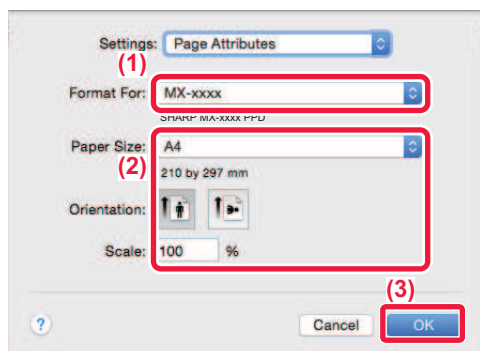 Settings: Page Attributes
(1)
Format For: MX-xxxx
SHARP MX-xxxx PPD
Paper Size: A4
(2)
210 by 297 mm
Orientation:
Scale: 100 %
(3)
? Cancel OK